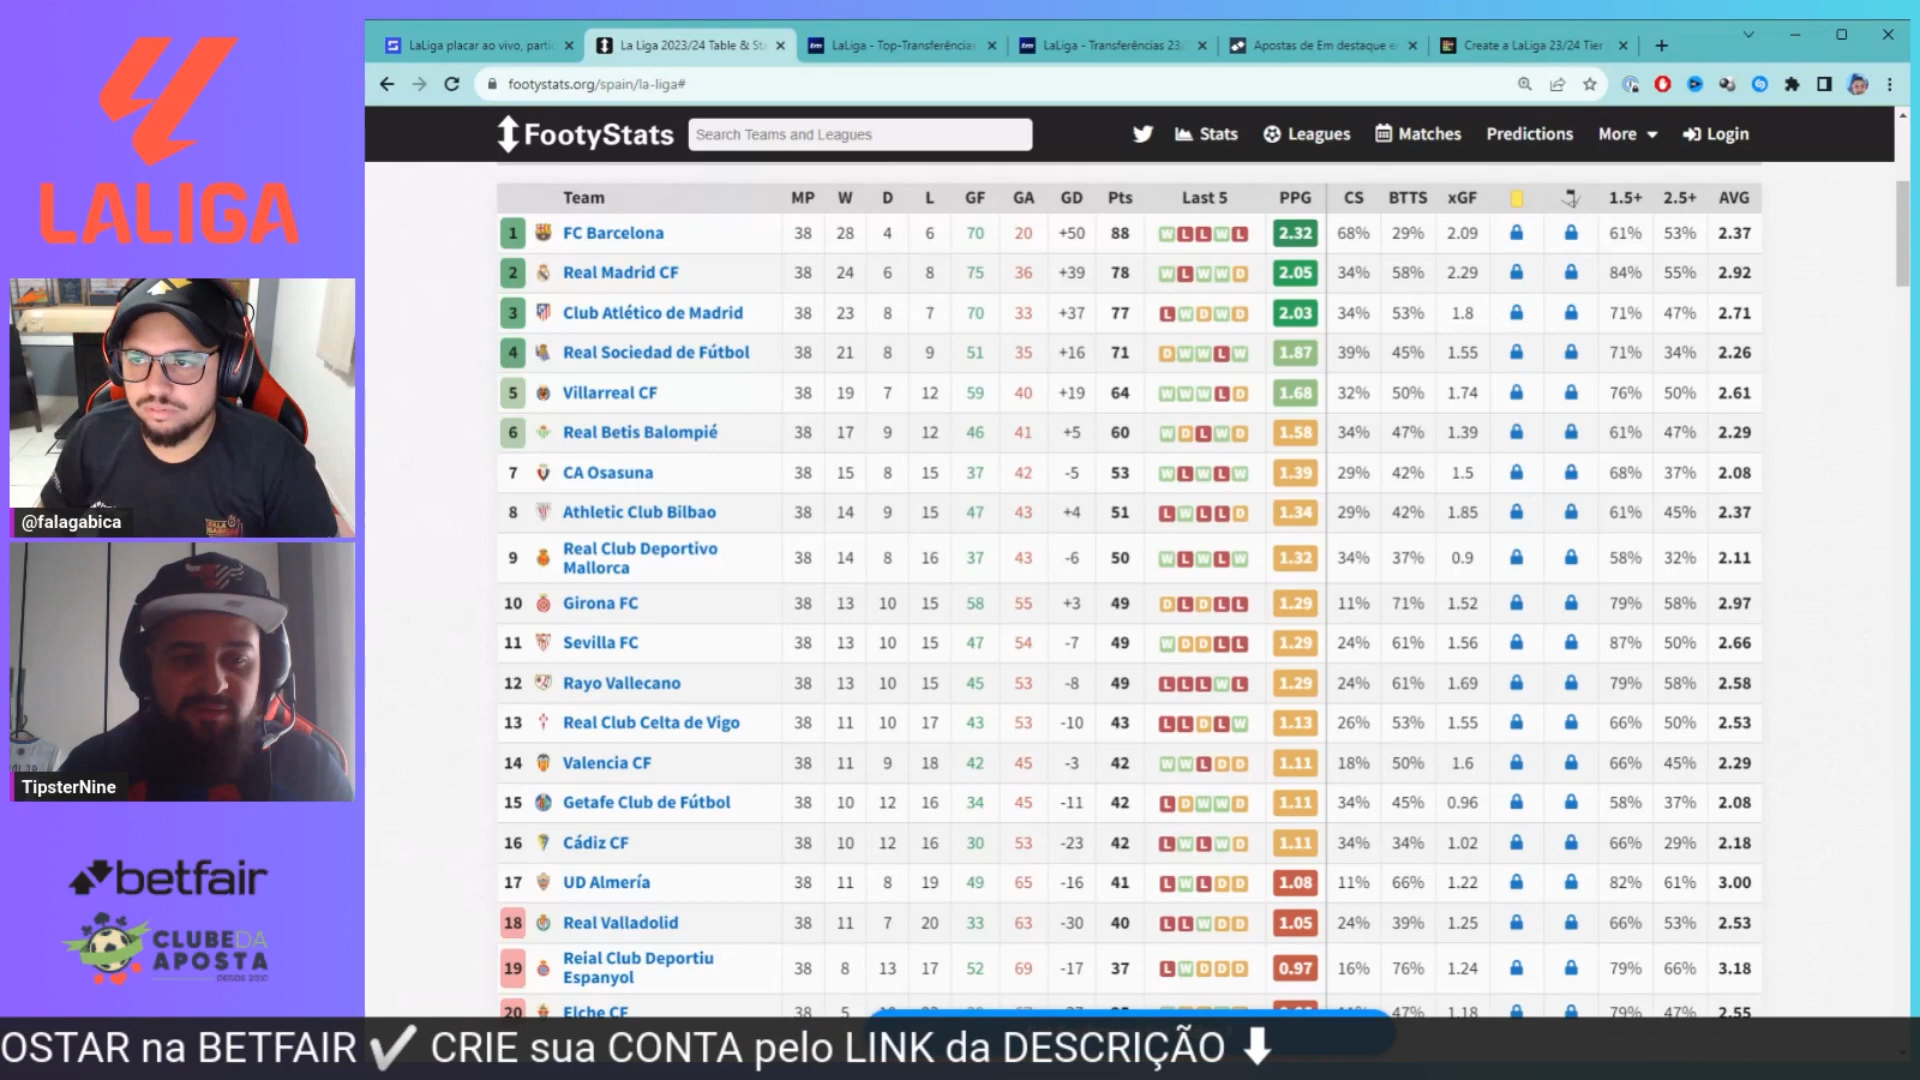 LaLiga placar ao vivo, parti
La Liga 2023/24 Table & Sta
LaLiga - Top-Transferências
LaLiga - Transferências 23/
Apostas de Em destaque e
Create a LaLiga 23/24 Tier
footystats.org/spain/la-liga#
FootyStats Search Teams and Leagues Stats Leagues Matches Predictions More Login
LALIGA
Team MP W D L GF GA GD Pts Last 5 PPG CS BTTS xGF 1.5+ 2.5+ AVG
1 FC Barcelona 38 28 4 6 70 20 +50 88 W L L W L 2.32 68% 29% 2.09 61% 53% 2.37
2 Real Madrid CF 38 24 6 8 75 36 +39 78 W L W W D 2.05 34% 58% 2.29 84% 55% 2.92
3 Club Atlético de Madrid 38 23 8 7 70 33 +37 77 L W D W D 2.03 34% 53% 1.8 71% 47% 2.71
4 Real Sociedad de Fútbol 38 21 8 9 51 35 +16 71 D W W L W 1.87 39% 45% 1.55 71% 34% 2.26
5 Villarreal CF 38 19 7 12 59 40 +19 64 W W W L D 1.68 32% 50% 1.74 76% 50% 2.61
6 Real Betis Balompié 38 17 9 12 46 41 +5 60 W D L W D 1.58 34% 47% 1.39 61% 47% 2.29
7 CA Osasuna 38 15 8 15 37 42 -5 53 W L W L W 1.39 29% 42% 1.5 68% 37% 2.08
8 Athletic Club Bilbao 38 14 9 15 47 43 +4 51 L W L L D 1.34 29% 42% 1.85 61% 45% 2.37
9 Real Club Deportivo Mallorca 38 14 8 16 37 43 -6 50 W L W L W 1.32 34% 37% 0.9 58% 32% 2.11
10 Girona FC 38 13 10 15 58 55 +3 49 D L D L L 1.29 11% 71% 1.52 79% 58% 2.97
11 Sevilla FC 38 13 10 15 47 54 -7 49 W D D L L 1.29 24% 61% 1.56 87% 50% 2.66
12 Rayo Vallecano 38 13 10 15 45 53 -8 49 L L L W L 1.29 24% 61% 1.69 79% 58% 2.58
13 Real Club Celta de Vigo 38 11 10 17 43 53 -10 43 L L D L W 1.13 26% 53% 1.55 66% 50% 2.53
14 Valencia CF 38 11 9 18 42 45 -3 42 W W L D D 1.11 18% 50% 1.6 66% 45% 2.29
15 Getafe Club de Fútbol 38 10 12 16 34 45 -11 42 L D W W D 1.11 34% 45% 0.96 58% 37% 2.08
16 Cádiz CF 38 10 12 16 30 53 -23 42 L W L W D 1.11 34% 34% 1.02 66% 29% 2.18
17 UD Almería 38 11 8 19 49 65 -16 41 L W L D D 1.08 11% 66% 1.22 82% 61% 3.00
18 Real Valladolid 38 11 7 20 33 63 -30 40 L L W D D 1.05 24% 39% 1.25 66% 53% 2.53
19 Reial Club Deportiu Espanyol 38 8 13 17 52 69 -17 37 L W D D D 0.97 16% 76% 1.24 79% 66% 3.18
20 Elche CF 38 5 47% 1.18 79% 47% 2.55
@falagabica
TipsterNine
betfair
CLUBE DA
APOSTA
DESDE 2010
OSTAR na BETFAIR ✓ CRIE sua CONTA pelo LINK da DESCRIÇÃO ⬇